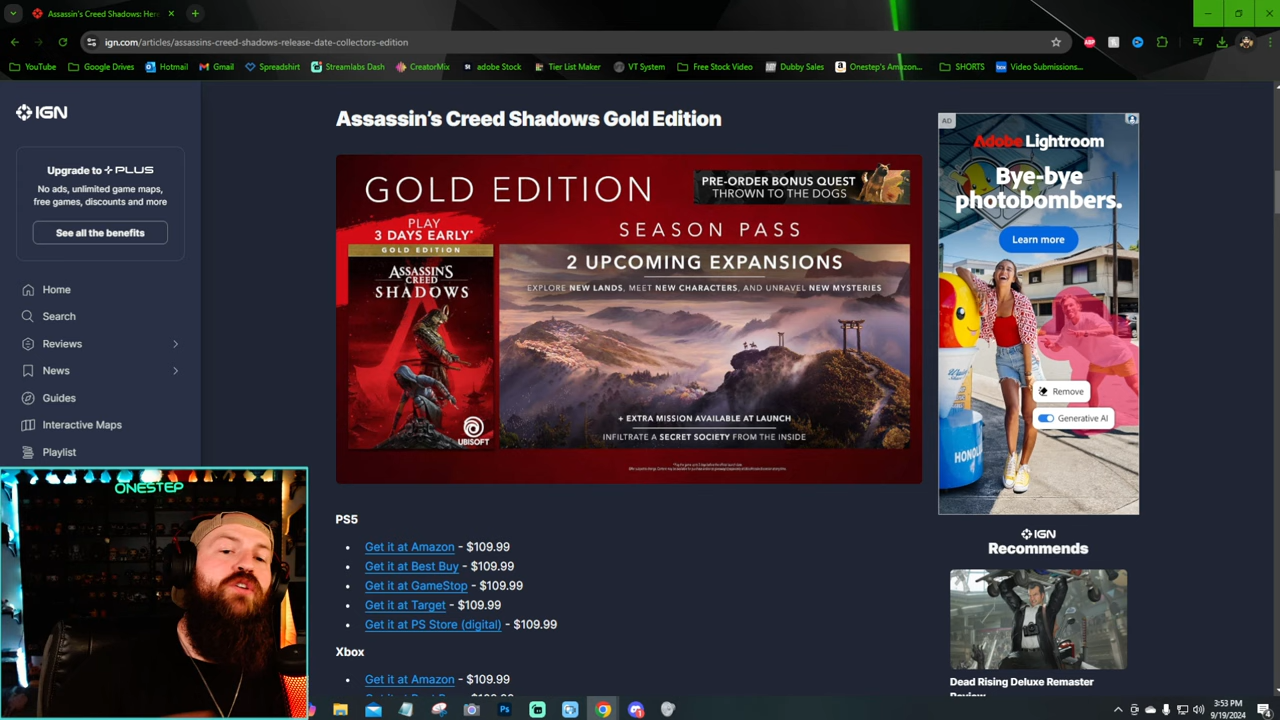 Assassin's Creed Shadows: Here
ign.com/articles/assassins-creed-shadows-release-date-collectors-edition
YouTube
Google Drives
Hotmail
Gmail
Spreadshirt
Streamlabs Dash
CreatorMix
adobe Stock
Tier List Maker
VT System
Free Stock Video
Dubby Sales
Onestep's Amazon...
SHORTS
Video Submissions...
IGN
Upgrade to PLUS
No ads, unlimited game maps,
free games, discounts and more
See all the benefits
Home
Search
Reviews
News
Guides
Interactive Maps
Playlist
ONESTEP
Assassin's Creed Shadows Gold Edition
GOLD EDITION
PRE-ORDER BONUS QUEST
THROWN TO THE DOGS
PLAY
3 DAYS EARLY*
GOLD EDITION
ASSASSIN'S
CREED
SHADOWS
UBISOFT
SEASON PASS
2 UPCOMING EXPANSIONS
EXPLORE NEW LANDS, MEET NEW CHARACTERS, AND UNRAVEL NEW MYSTERIES
+ EXTRA MISSION AVAILABLE AT LAUNCH
INFILTRATE A SECRET SOCIETY FROM THE INSIDE
PS5
Get it at Amazon - $109.99
Get it at Best Buy - $109.99
Get it at GameStop - $109.99
Get it at Target - $109.99
Get it at PS Store (digital) - $109.99
Xbox
Get it at Amazon - $109.99
AD
Adobe Lightroom
Bye-bye
photobombers.
Learn more
Remove
Generative AI
HONOL
IGN
Recommends
Dead Rising Deluxe Remaster
Review
3:53 PM
9/19/2024